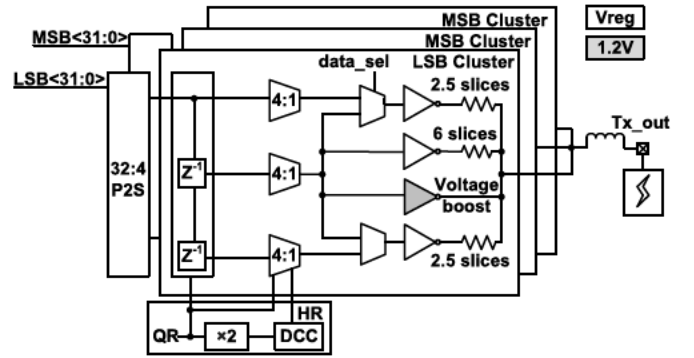 MSB Cluster
Vreg
MSB<31:0>
MSB Cluster
1.2V
LSB<31:0>
data_sel
LSB Cluster
2.5 slices
4:1
Tx_out
6 slices
32:4
P2S
Z-1
4:1
Voltage
boost
Z-1
4:1
2.5 slices
HR
QR
×2
DCC